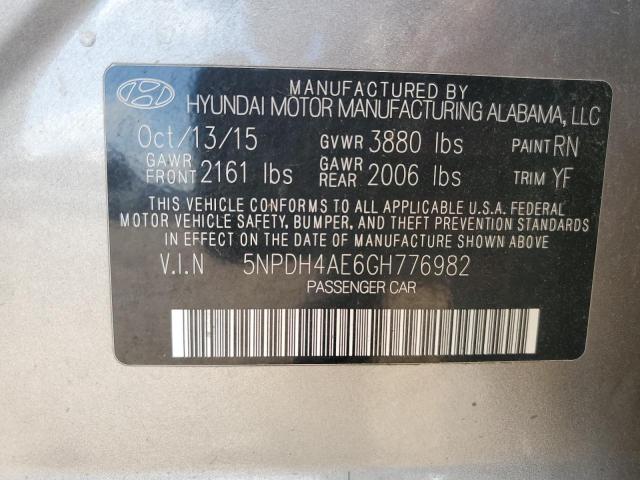 MANUFACTURED BY
HYUNDAI MOTOR MANUFACTURING ALABAMA, LLC
Oct/13/15 GVWR 3880 lbs PAINT RN
GAWR FRONT 2161 lbs GAWR REAR 2006 lbs TRIM YF
THIS VEHICLE CONFORMS TO ALL APPLICABLE U.S.A. FEDERAL
MOTOR VEHICLE SAFETY, BUMPER, AND THEFT PREVENTION STANDARDS
IN EFFECT ON THE DATE OF MANUFACTURE SHOWN ABOVE.
V.I.N 5NPDH4AE6GH776982
PASSENGER CAR